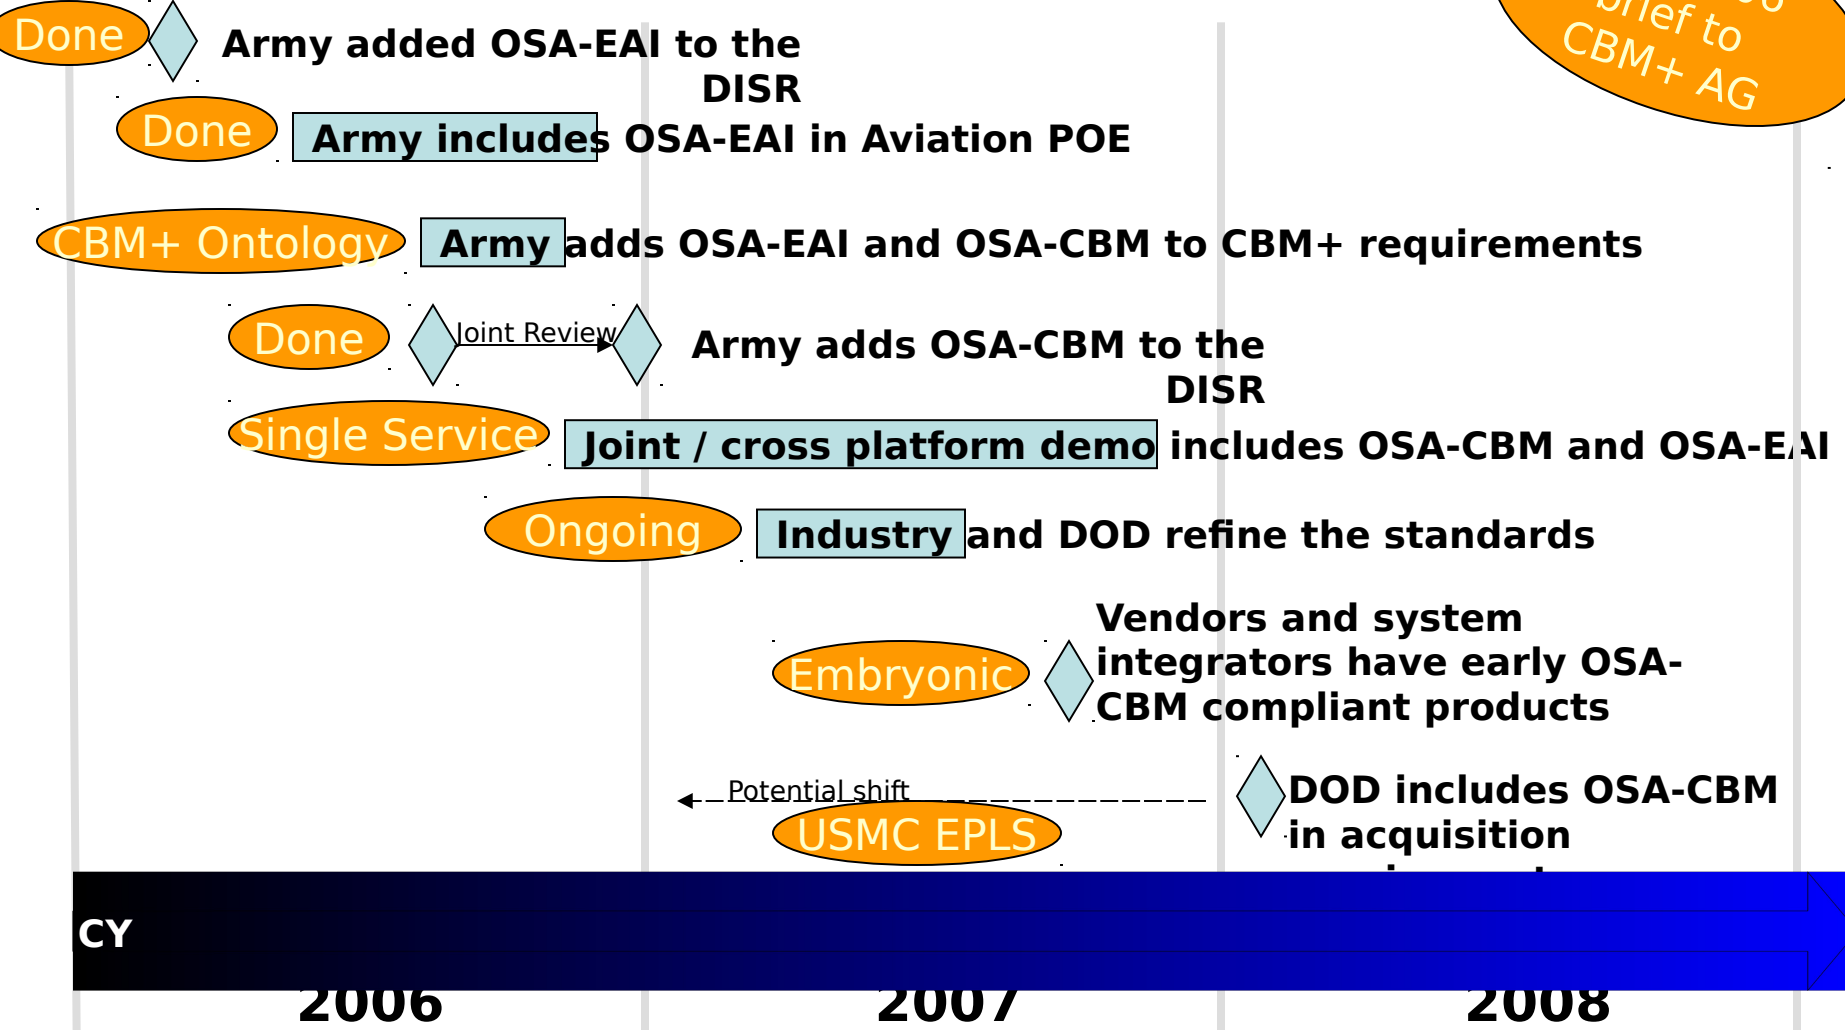 Done
Army added OSA-EAI to the
DISR
brief to
CBM+ AG
Done
Army includes OSA-EAI in Aviation POE
CBM+ Ontology
Army adds OSA-EAI and OSA-CBM to CBM+ requirements
Done
Joint Review
Army adds OSA-CBM to the
DISR
Single Service
Joint / cross platform demo includes OSA-CBM and OSA-EAI
Ongoing
Industry and DOD refine the standards
Vendors and system
integrators have early OSA-
CBM compliant products
Embryonic
Potential shift
USMC EPLS
DOD includes OSA-CBM
in acquisition
CY
2006
2007
2008